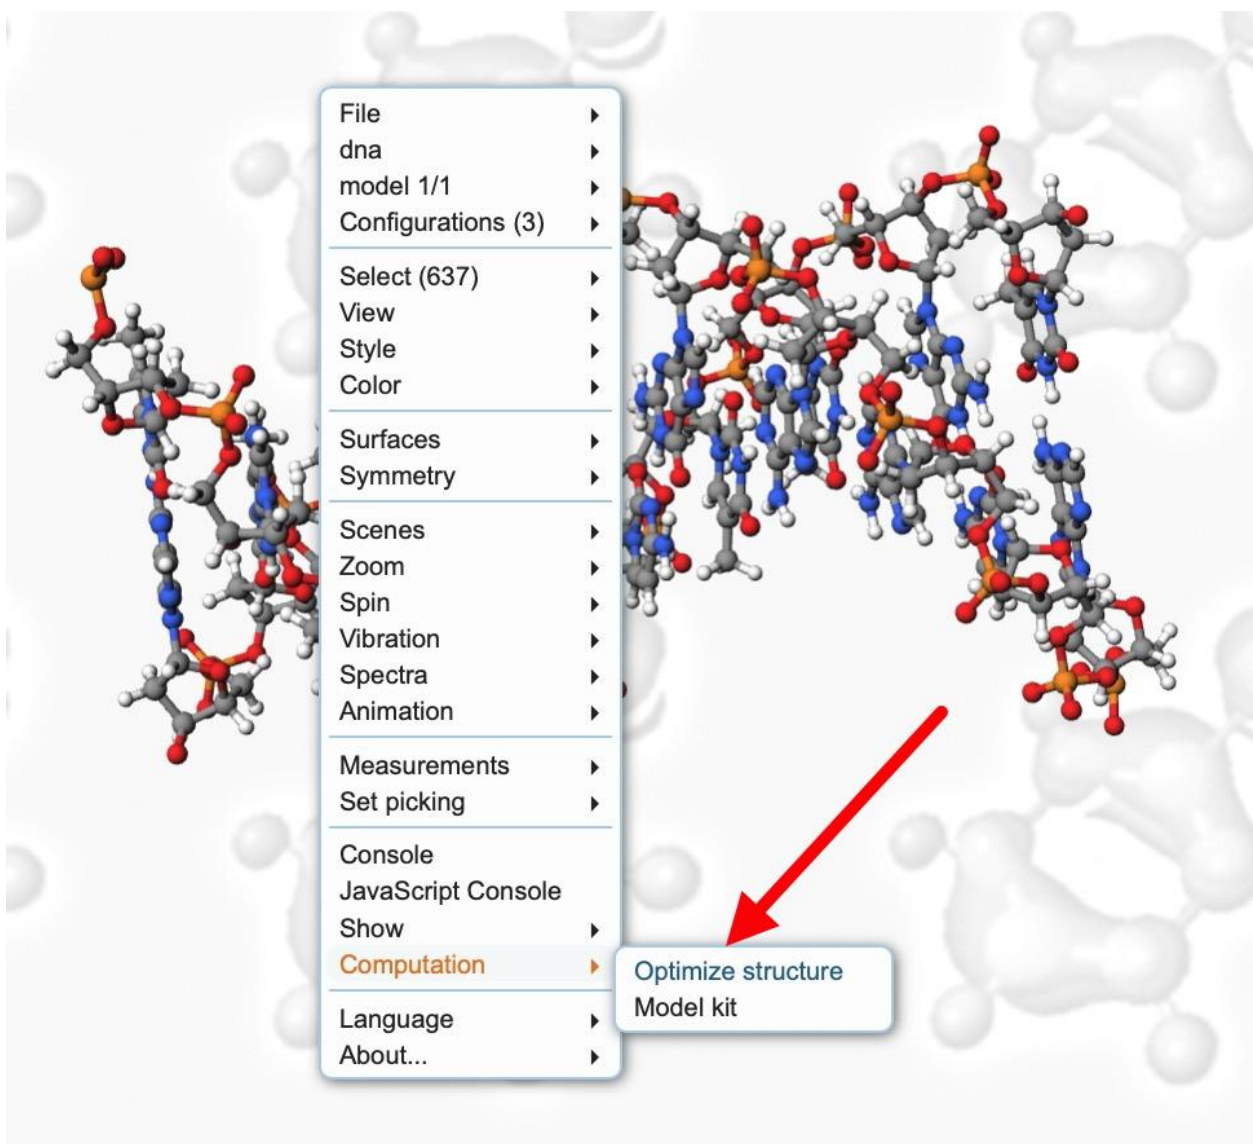 File
dna
model 1/1
Configurations (3)
Select (637)
View
Style
Color
Surfaces
Symmetry
Scenes
Zoom
Spin
Vibration
Spectra
Animation
Measurements
Set picking
Console
JavaScript Console
Show
Computation
Optimize structure
Model kit
Language
About...